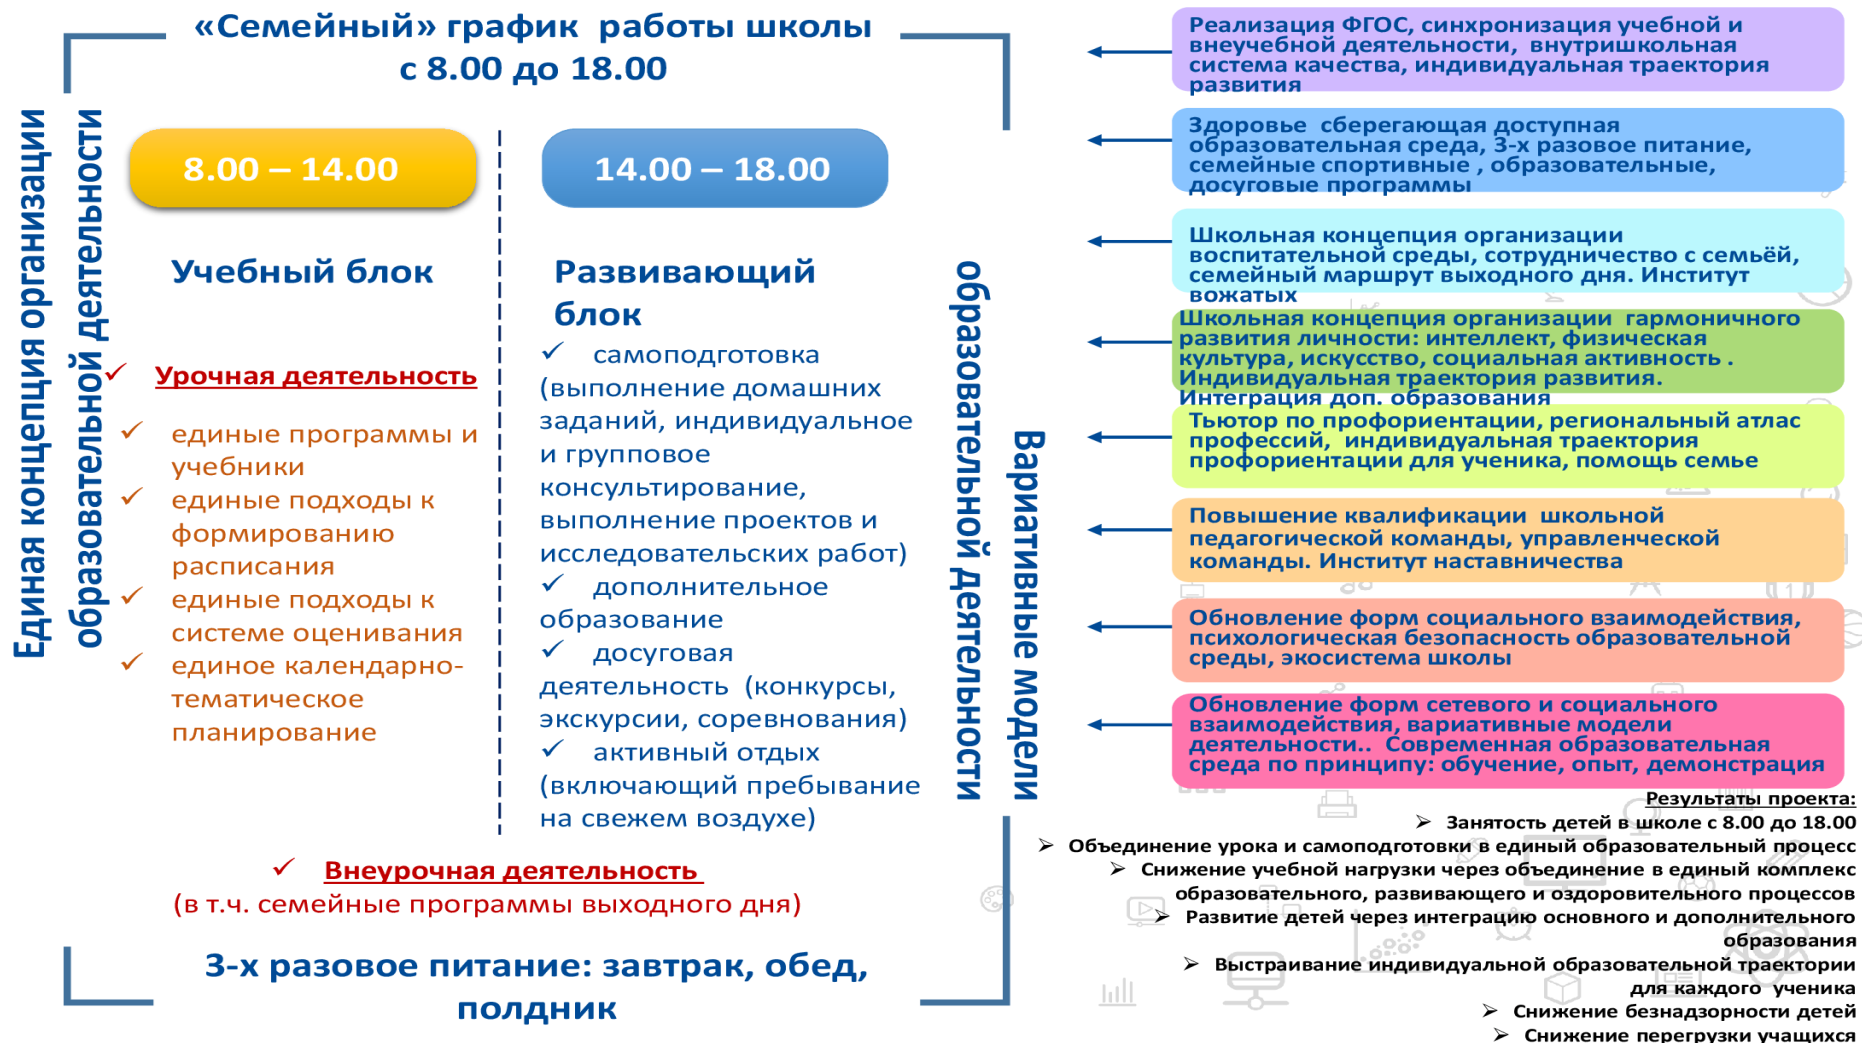 «Семейный» график работы школы
с 8.00 до 18.00
Единая концепция организации
образовательной деятельности
8.00 – 14.00
Учебный блок
✓ Урочная деятельность
✓ единые программы и
учебники
✓ единые подходы к
формированию
расписания
✓ единые подходы к
системе оценивания
✓ единое календарно-
тематическое
планирование
14.00 – 18.00
Развивающий
блок
✓ самоподготовка
(выполнение домашних
заданий, индивидуальное
и групповое
консультирование,
выполнение проектов и
исследовательских работ)
✓ дополнительное
образование
✓ досуговая
деятельность (конкурсы,
экскурсии, соревнования)
✓ активный отдых
(включающий пребывание
на свежем воздухе)
✓ Внеурочная деятельность
(в т.ч. семейные программы выходного дня)
3-х разовое питание: завтрак, обед,
полдник
Вариативные модели
образовательной деятельности
Реализация ФГОС, синхронизация учебной и
внеучебной деятельности, внутришкольная
система качества, индивидуальная траектория
развития
Здоровье сберегающая доступная
образовательная среда, 3-х разовое питание,
семейные спортивные , образовательные,
досуговые программы
Школьная концепция организации
воспитательной среды, сотрудничество с семьёй,
семейный маршрут выходного дня. Институт
вожатых
Школьная концепция организации гармоничного
развития личности: интеллект, физическая
культура, искусство, социальная активность .
Индивидуальная траектория развития.
Интеграция доп. образования
Тьютор по профориентации, региональный атлас
профессий, индивидуальная траектория
профориентации для ученика, помощь семье
Повышение квалификации школьной
педагогической команды, управленческой
команды. Институт наставничества
Обновление форм социального взаимодействия,
психологическая безопасность образовательной
среды, экосистема школы
Обновление форм сетевого и социального
взаимодействия, вариативные модели
деятельности.. Современная образовательная
среда по принципу: обучение, опыт, демонстрация
Результаты проекта:
➢ Занятость детей в школе с 8.00 до 18.00
➢ Объединение урока и самоподготовки в единый образовательный процесс
➢ Снижение учебной нагрузки через объединение в единый комплекс
образовательного, развивающего и оздоровительного процессов
➢ Развитие детей через интеграцию основного и дополнительного
образования
➢ Выстраивание индивидуальной образовательной траектории
для каждого ученика
➢ Снижение безнадзорности детей
➢ Снижение перегрузки учащихся